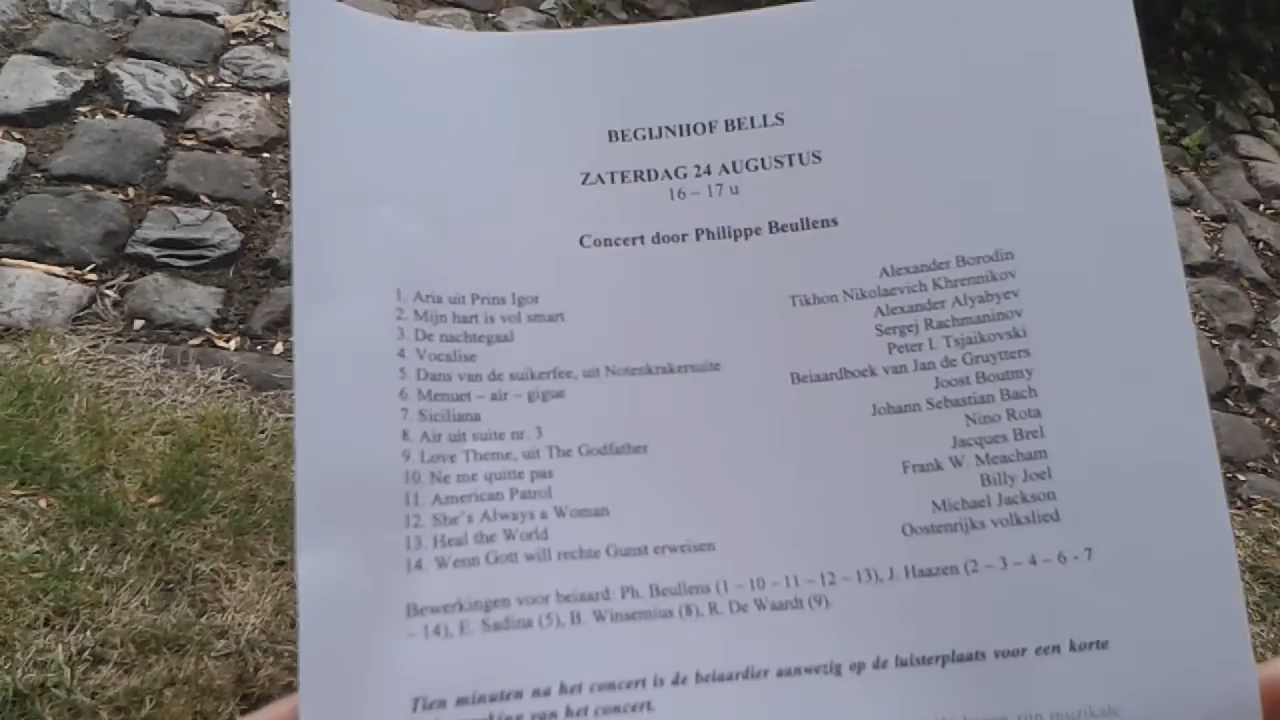 BEGIJNHOF BELLS
ZATERDAG 24 AUGUSTUS
16 – 17 u
Concert door Philippe Beullens
1. Aria uit Prins Igor Alexander Borodin
2. Mijn hart is vol smart Tikhon Nikolaevich Khrennikov
3. De nachtegaal Alexander Alyabyev
4. Vocalise Sergej Rachmaninov
5. Dans van de suikerfee, uit Notenkrakersuite Peter I. Tsjaikovski
6. Menuet – air – gigue Beiaardboek van Jan de Gruytters
7. Siciliana Joost Boutmy
8. Air uit suite nr. 3 Johann Sebastian Bach
9. Love Theme, uit The Godfather Nino Rota
10. Ne me quitte pas Jacques Brel
11. American Patrol Frank W. Meacham
12. She's Always a Woman Billy Joel
13. Heal the World Michael Jackson
14. Wenn Gott will rechte Gunst erweisen Oostenrijks volkslied
Bewerkingen voor beiaard: Ph. Beullens (1 – 10 – 11 – 12 – 13), J. Haazen (2 – 3 – 4 – 6 - 7
– 14), E. Sadina (5), B. Winsemius (8), R. De Waardt (9).
Tien minuten na het concert is de beiaardier aanwezig op de luisterplaats voor een korte
van het concert.
zijn muzikale